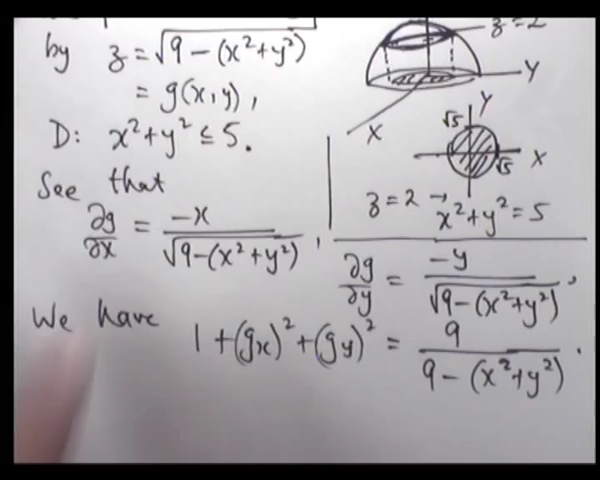 by z = √(9 - (x² + y²))
= g(x, y),
D: x² + y² ≤ 5.
See that
∂g/∂x = -x / √(9 - (x² + y²)),
z = 2
Y
X
Y
√5
√5
X
z = 2 → x² + y² = 5
∂g/∂y = -y / √(9 - (x² + y²)),
We have
1 + (gx)² + (gy)² = 9 / (9 - (x² + y²)).